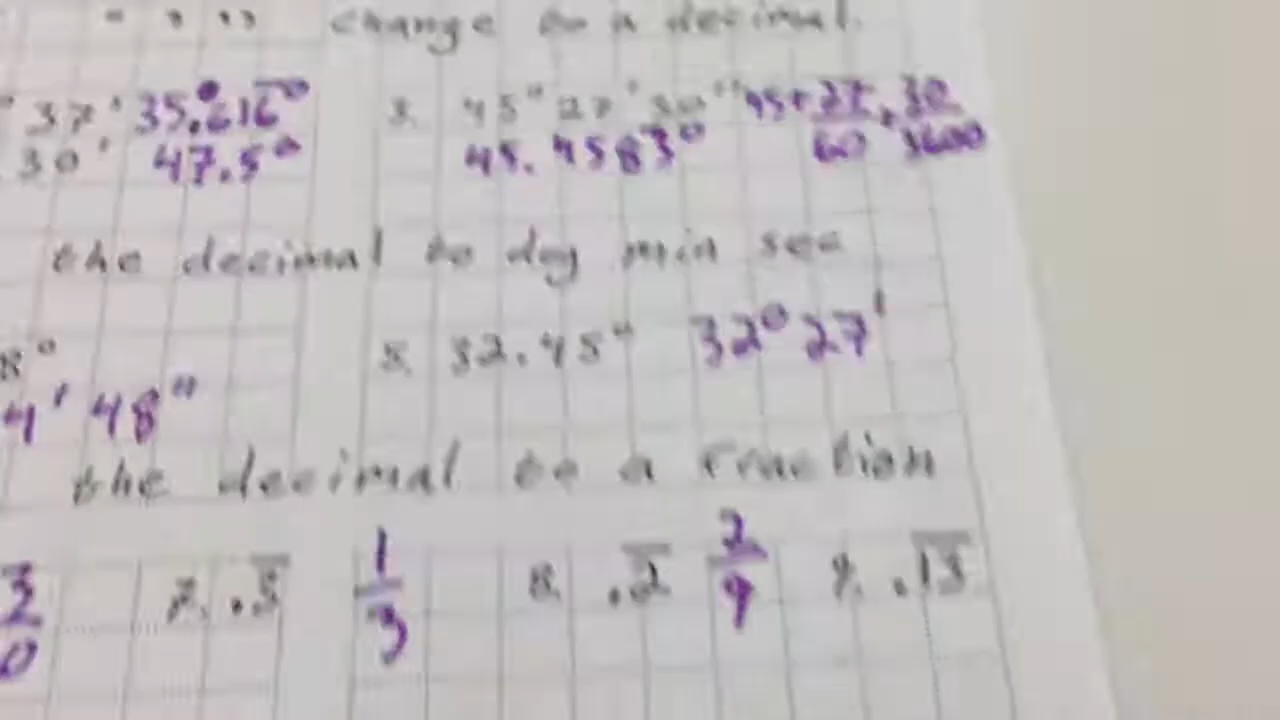 change to a decimal.
37' 35.616° 3. 45° 27' 30" 45+27/60+30/3600
30' 47.5° 45.4583°
the decimal to deg min sec
8° 5. 32.45° 32° 27'
4' 48"
the decimal to a fraction
7. .3 1/3 8. .2 2/9 9. .13